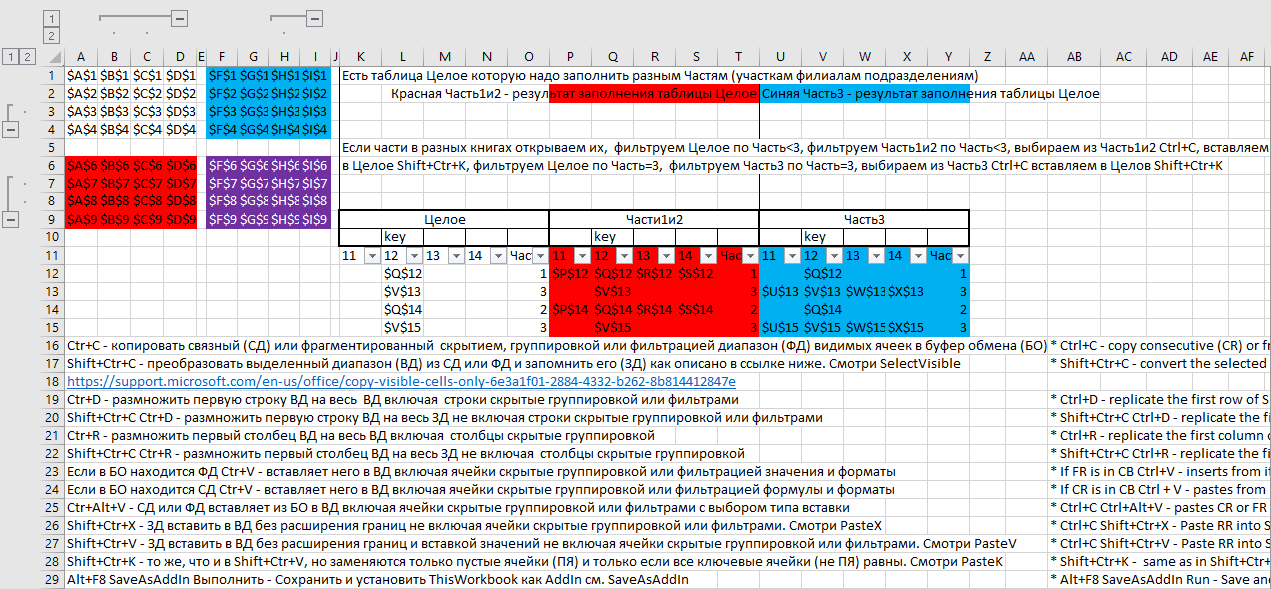 1
2
1 2 A B C D E F G H I J K L M N O P Q R S T U V W X Y Z AA AB AC AD AE AF
1 $A$1 $B$1 $C$1 $D$1 $F$1 $G$1 $H$1 $I$1 Есть таблица Целое которую надо заполнить разным Частям (участкам филиалам подразделениям)
2 $A$2 $B$2 $C$2 $D$2 $F$2 $G$2 $H$2 $I$2 Красная Часть1и2 - результат заполнения таблицы Целое Синяя Часть3 - результат заполнения таблицы Целое
3 $A$3 $B$3 $C$3 $D$3 $F$3 $G$3 $H$3 $I$3
4 $A$4 $B$4 $C$4 $D$4 $F$4 $G$4 $H$4 $I$4
5 Если части в разных книгах открываем их, фильтруем Целое по Часть<3, фильтруем Часть1и2 по Часть<3, выбираем из Часть1и2 Ctrl+C, вставляем
6 $A$6 $B$6 $C$6 $D$6 $F$6 $G$6 $H$6 $I$6 в Целое Shift+Ctr+K, фильтруем Целое по Часть=3, фильтруем Часть3 по Часть=3, выбираем из Часть3 Ctrl+C вставляем в Целов Shift+Ctr+K
7 $A$7 $B$7 $C$7 $D$7 $F$7 $G$7 $H$7 $I$7
8 $A$8 $B$8 $C$8 $D$8 $F$8 $G$8 $H$8 $I$8
9 $A$9 $B$9 $C$9 $D$9 $F$9 $G$9 $H$9 $I$9 Целое Части1и2 Часть3
10 key key key
11 11 12 13 14 Част 11 12 13 14 Час 11 12 13 14 Час
12 $Q$12 1 $P$12 $Q$12 $R$12 $S$12 1 $Q$12 1
13 $V$13 3 $V$13 3 $U$13 $V$13 $W$13 $X$13 3
14 $Q$14 2 $P$14 $Q$14 $R$14 $S$14 2 $Q$14 2
15 $V$15 3 $V$15 3 $U$15 $V$15 $W$15 $X$15 3
16 Ctr+C - копировать связный (СД) или фрагментированный скрытием, группировкой или фильтрацией диапазон (ФД) видимых ячеек в буфер обмена (БО) * Ctrl+C - copy consecutive (CR) or fr
17 Shift+Ctr+C - преобразовать выделенный диапазон (ВД) из СД или ФД и запомнить его (ЗД) как описано в ссылке ниже. Смотри SelectVisible * Shift+Ctr+C - convert the selected
18 https://support.microsoft.com/en-us/office/copy-visible-cells-only-6e3a1f01-2884-4332-b262-8b814412847e
19 Ctr+D - размножить первую строку ВД на весь ВД включая строки скрытые группировкой или фильтрами * Ctrl+D - replicate the first row of S
20 Shift+Ctr+C Ctr+D - размножить первую строку ВД на весь ЗД не включая строки скрытые группировкой или фильтрами * Shift+Ctr+C Ctrl+D - replicate the fi
21 Ctr+R - размножить первый столбец ВД на весь ВД включая столбцы скрытые группировкой * Ctrl+R - replicate the first column o
22 Shift+Ctr+C Ctr+R - размножить первый столбец ВД на весь ЗД не включая столбцы скрытые группировкой * Shift+Ctr+C Ctrl+R - replicate the fi
23 Если в БО находится ФД Ctr+V - вставляет него в ВД включая ячейки скрытые группировкой или фильтрацией значения и форматы * If FR is in CB Ctrl+V - inserts from it
24 Если в БО находится СД Ctr+V - вставляет него в ВД включая ячейки скрытые группировкой или фильтрацией формулы и форматы * If CR is in CB Ctrl + V - pastes from
25 Ctr+Alt+V - СД или ФД вставляет из БО в ВД включая ячейки скрытые группировкой или фильтрами с выбором типа вставки * Ctrl+C Ctrl+Alt+V - pastes CR or FR
26 Shift+Ctr+X - ЗД вставить в ВД без расширения границ не включая ячейки скрытые группировкой или фильтрами. Смотри PasteX * Ctrl+C Shift+Ctr+X - Paste RR into S
27 Shift+Ctr+V - ЗД вставить в ВД без расширения границ и вставкой значений не включая ячейки скрытые группировкой или фильтрами. Смотри PasteV * Ctrl+C Shift+Ctr+V - Paste RR into S
28 Shift+Ctr+K - то же, что и в Shift+Ctr+V, но заменяются только пустые ячейки (ПЯ) и только если все ключевые ячейки (не ПЯ) равны. Смотри PasteK * Shift+Ctr+K - same as in Shift+Ctr+
29 Alt+F8 SaveAsAddIn Выполнить - Сохранить и установить ThisWorkbook как AddIn см. SaveAsAddIn * Alt+F8 SaveAsAddIn Run - Save and